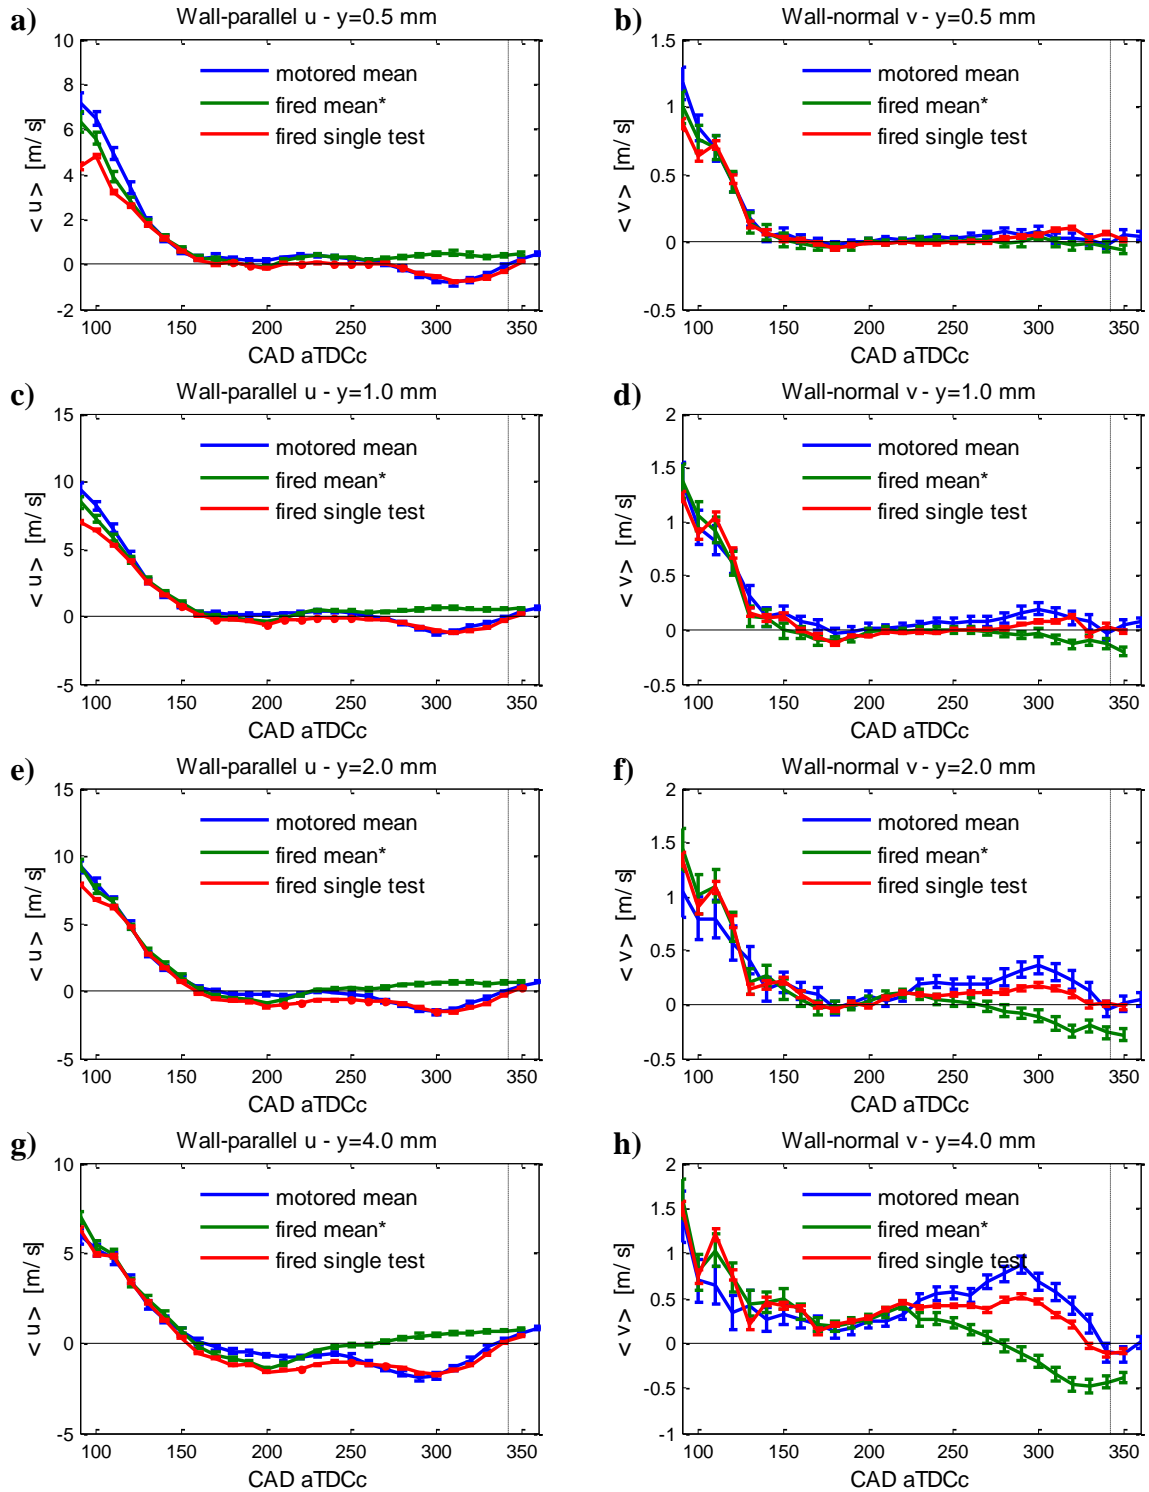 a)
Wall-parallel u - y=0.5 mm
10
8
6
4
2
0
-2
< u > [m/s]
motored mean
fired mean*
fired single test
100 150 200 250 300 350
CAD aTDCc
b)
Wall-normal v - y=0.5 mm
1.5
1
0.5
0
-0.5
< v > [m/s]
motored mean
fired mean*
fired single test
100 150 200 250 300 350
CAD aTDCc
c)
Wall-parallel u - y=1.0 mm
15
10
5
0
-5
< u > [m/s]
motored mean
fired mean*
fired single test
100 150 200 250 300 350
CAD aTDCc
d)
Wall-normal v - y=1.0 mm
2
1.5
1
0.5
0
-0.5
< v > [m/s]
motored mean
fired mean*
fired single test
100 150 200 250 300 350
CAD aTDCc
e)
Wall-parallel u - y=2.0 mm
15
10
5
0
-5
< u > [m/s]
motored mean
fired mean*
fired single test
100 150 200 250 300 350
CAD aTDCc
f)
Wall-normal v - y=2.0 mm
2
1.5
1
0.5
0
-0.5
< v > [m/s]
motored mean
fired mean*
fired single test
100 150 200 250 300 350
CAD aTDCc
g)
Wall-parallel u - y=4.0 mm
10
5
0
-5
< u > [m/s]
motored mean
fired mean*
fired single test
100 150 200 250 300 350
CAD aTDCc
h)
Wall-normal v - y=4.0 mm
2
1.5
1
0.5
0
-0.5
-1
< v > [m/s]
motored mean
fired mean*
fired single test
100 150 200 250 300 350
CAD aTDCc